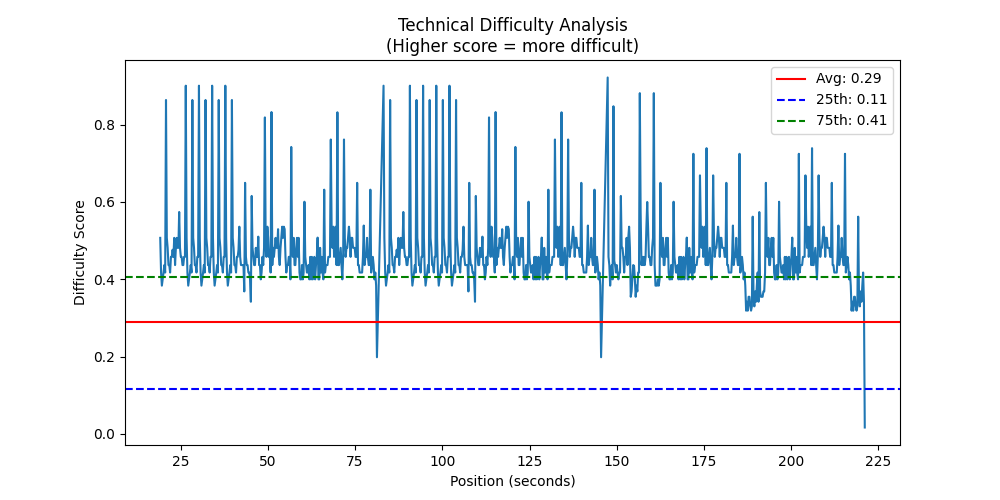 Technical Difficulty Analysis
(Higher score = more difficult)
Avg: 0.29
25th: 0.11
75th: 0.41
Difficulty Score
0.8
0.6
0.4
0.2
0.0
25
50
75
100
125
150
175
200
225
Position (seconds)